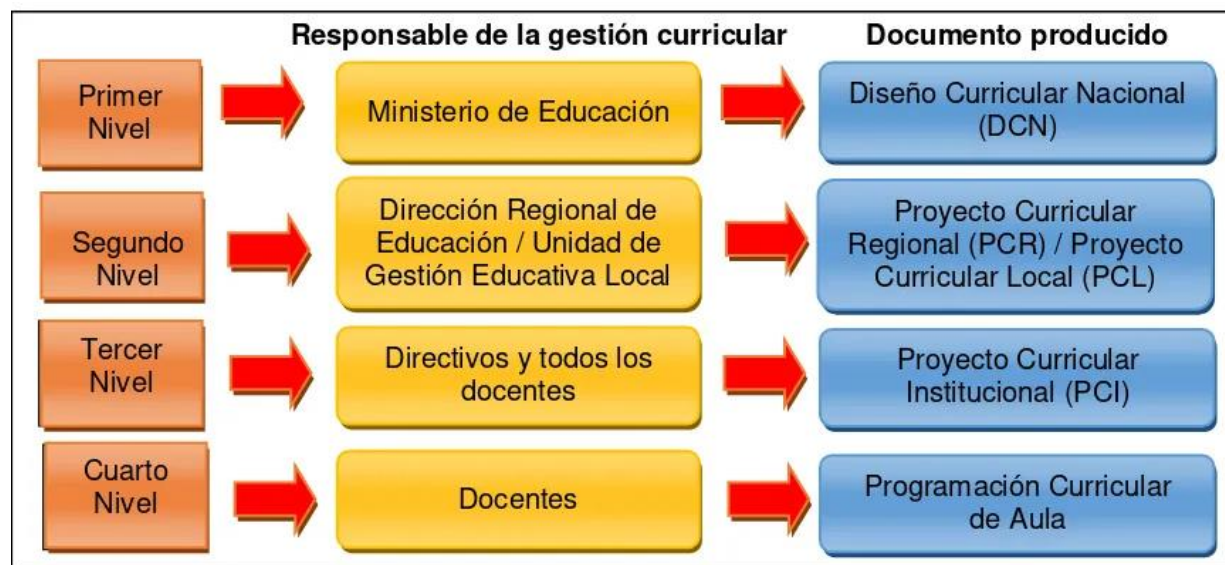 Responsable de la gestión curricular
Documento producido
Primer
Nivel
Ministerio de Educación
Diseño Curricular Nacional
(DCN)
Segundo
Nivel
Dirección Regional de
Educación / Unidad de
Gestión Educativa Local
Proyecto Curricular
Regional (PCR) / Proyecto
Curricular Local (PCL)
Tercer
Nivel
Directivos y todos los
docentes
Proyecto Curricular
Institucional (PCI)
Cuarto
Nivel
Docentes
Programación Curricular
de Aula